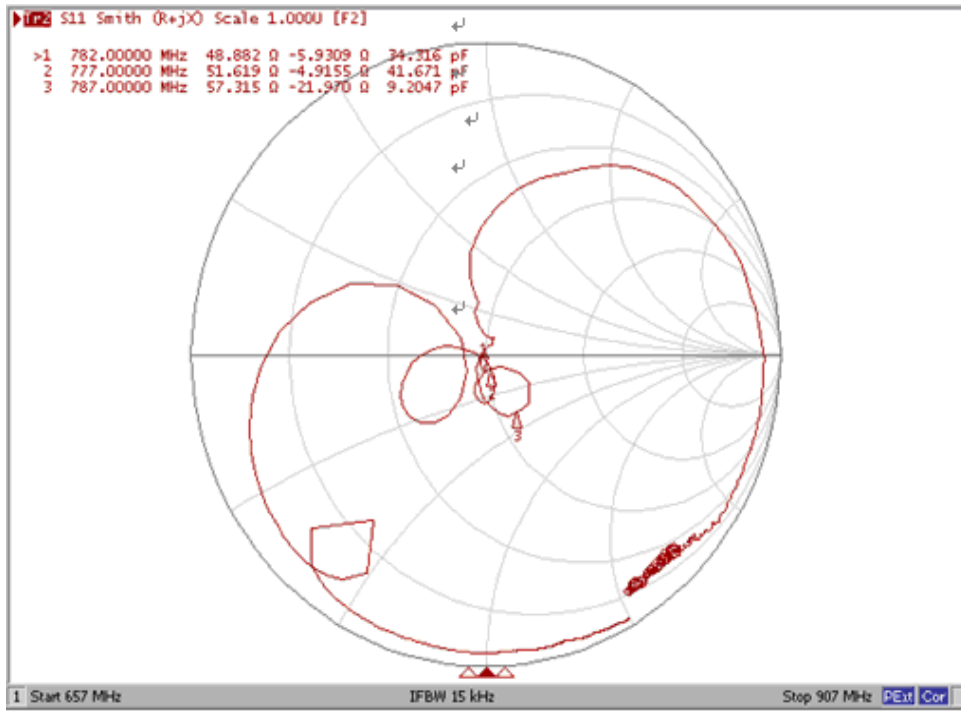 Tr2 S11 Smith (R+jX) Scale 1.000U [F2]
>1 782.00000 MHz 48.882 Ω -5.9309 Ω 34.316 pF
2 777.00000 MHz 51.619 Ω -4.9155 Ω 41.671 pF
3 787.00000 MHz 57.315 Ω -21.970 Ω 9.2047 pF
3
1 Start 657 MHz IFBW 15 kHz Stop 907 MHz PExt Cor